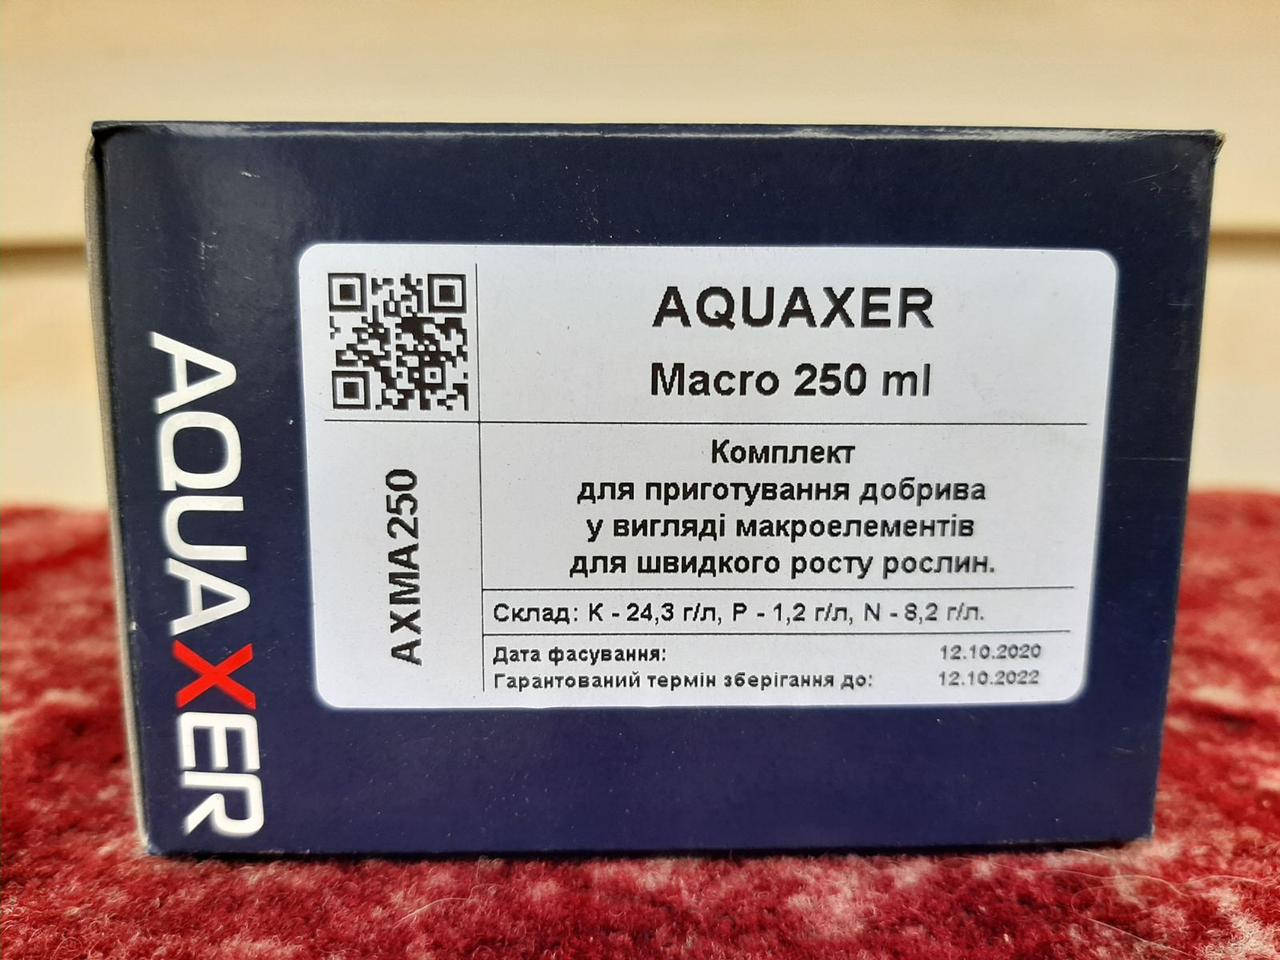 AQUAXER
AQUAXER
Macro 250 ml
AXMA250
Комплект
для приготування добрива
у вигляді макроелементів
для швидкого росту рослин.
Склад: К - 24,3 г/л, Р - 1,2 г/л, N - 8,2 г/л.
Дата фасування: 12.10.2020
Гарантований термін зберігання до: 12.10.2022